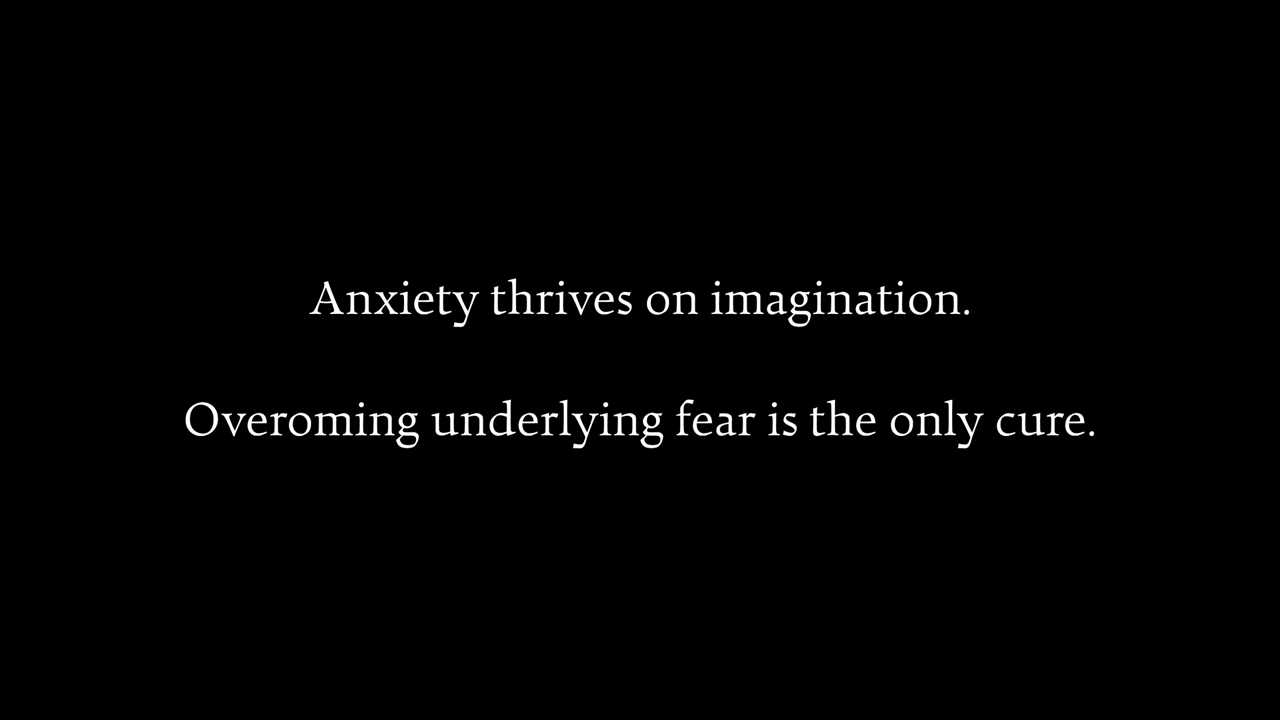 Anxiety thrives on imagination.
Overoming underlying fear is the only cure.